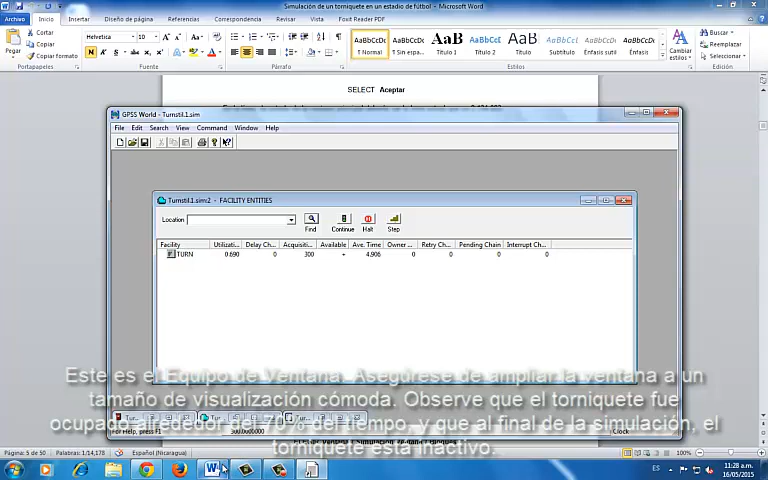 Simulación de un torniquete en un estadio de fútbol - Microsoft Word
Archivo Inicio Insertar Diseño de página Referencias Correspondencia Revisar Vista Foxit Reader PDF
Cortar
Copiar
Copiar formato
Pegar
Helvetica 10
AaBbCcDc AaBbCcDc AaBbC AaBbCc AaB AaBbCc. AaBbCcL AaBbCcDc
¶ Normal ¶ Sin espa... Título 1 Título 2 Título Subtítulo Énfasis sutil Énfasis
Cambiar estilos
Buscar
Reemplazar
Seleccionar
Portapapeles Fuente Párrafo Estilos Edición
SELECT Aceptar
GPSS World - Turnstil.1.sim
File Edit Search View Command Window Help
Turnstil.1.sim:2 - FACILITY ENTITIES
Location Find Continue Halt Step
Facility Utilizati... Delay Ch... Acquisiti... Available Ave. Time Owner ... Retry Ch... Pending Chain Interrupt Ch...
TURN 0.690 0 300 + 4.906 0 0 0 0
Este es el Equipo de Ventana. Asegúrese de ampliar la ventana a un
tamaño de visualización cómoda. Observe que el torniquete fue
ocupado alrededor del 70% del tiempo, y que al final de la simulación, el
torniquete está inactivo.
For Help, press F1 Clock
Página: 5 de 50 Palabras: 1/14,178 Español (Nicaragua) 100%
ES 11:28 a.m.
16/05/2015